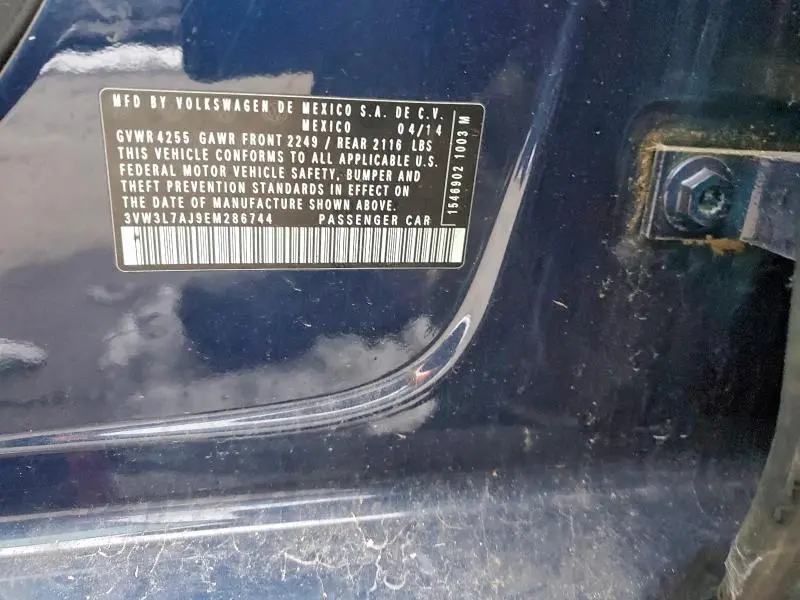 MFD BY VOLKSWAGEN DE MEXICO S.A. DE C.V.
MEXICO 04/14
GVWR 4255 GAWR FRONT 2249 / REAR 2116 LBS
THIS VEHICLE CONFORMS TO ALL APPLICABLE U.S.
FEDERAL MOTOR VEHICLE SAFETY, BUMPER AND
THEFT PREVENTION STANDARDS IN EFFECT ON
THE DATE OF MANUFACTURE SHOWN ABOVE.
3VW3L7AJ9EM286744 PASSENGER CAR
1546902 1003 M